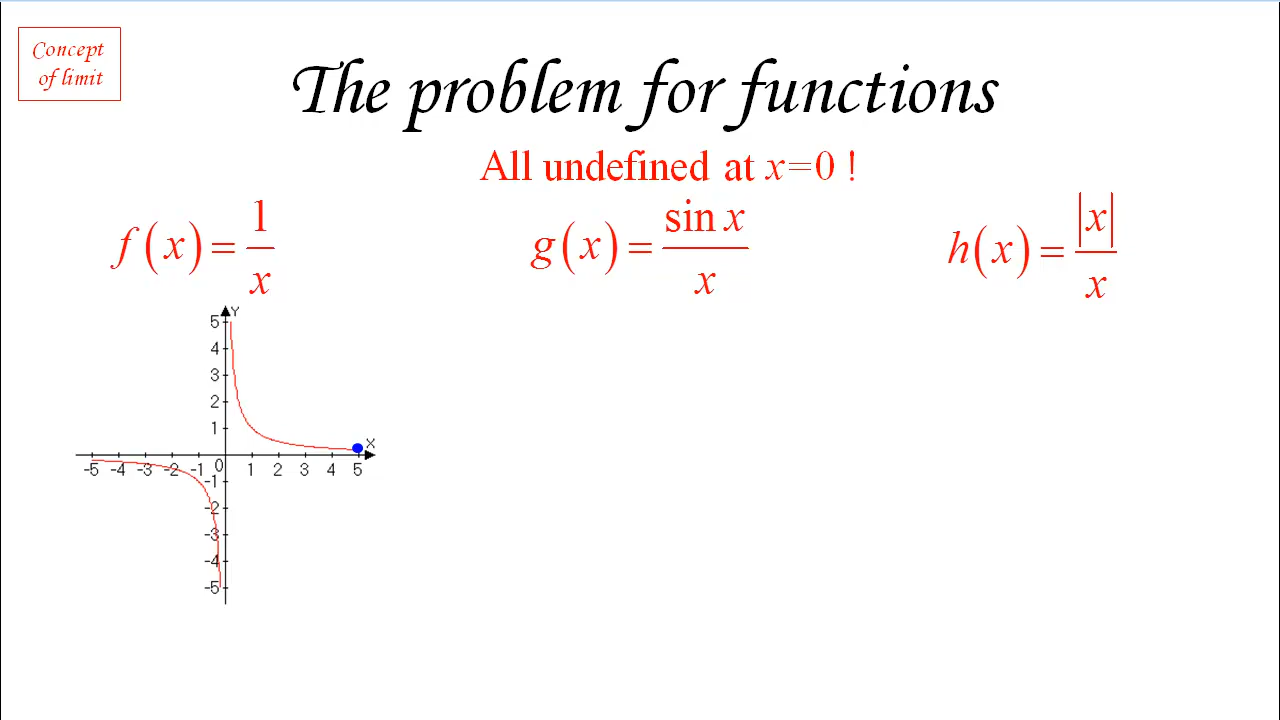 Concept
of limit
The problem for functions
All undefined at x=0 !
f(x) = 1/x
g(x) = sin x/x
h(x) = |x|/x
Y
5
4
3
2
1
X
-5 -4 -3 -2 -1 0 1 2 3 4 5
-1
-2
-3
-4
-5